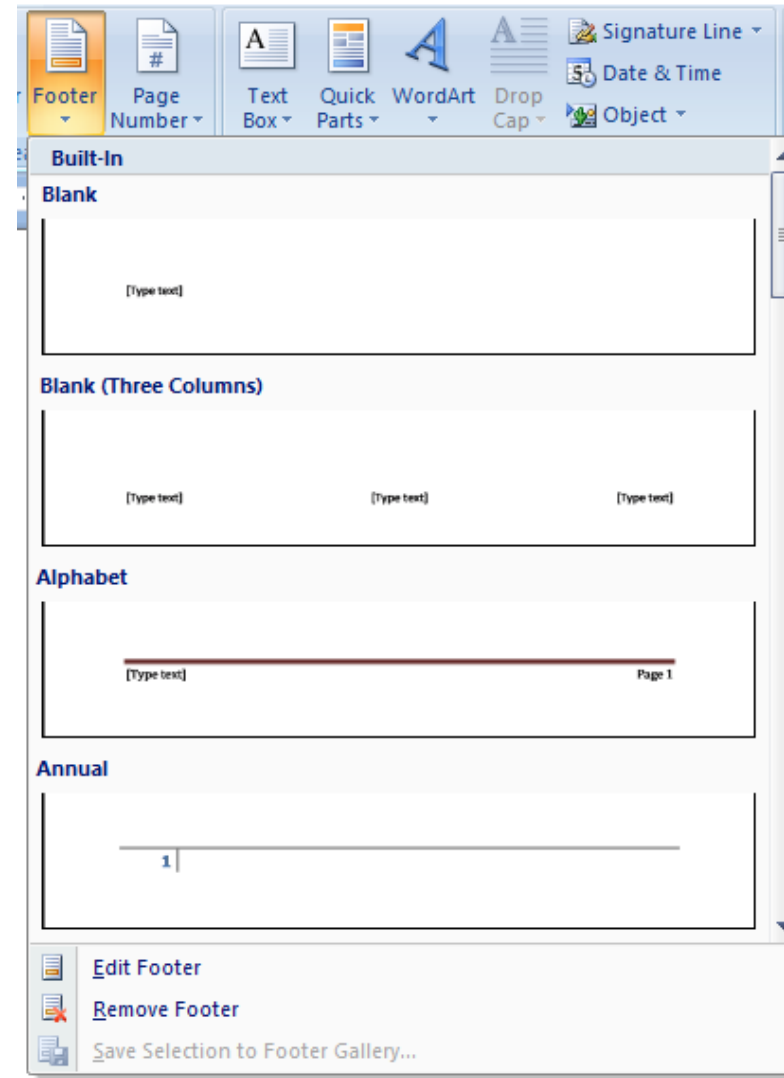 A A Signature Line
# 5 Date & Time
Footer Page Text Quick WordArt Drop
Number Box Parts Cap Object
Built-In
Blank
[Type text]
Blank (Three Columns)
[Type text] [Type text] [Type text]
Alphabet
[Type text] Page 1
Annual
1
Edit Footer
Remove Footer
Save Selection to Footer Gallery...